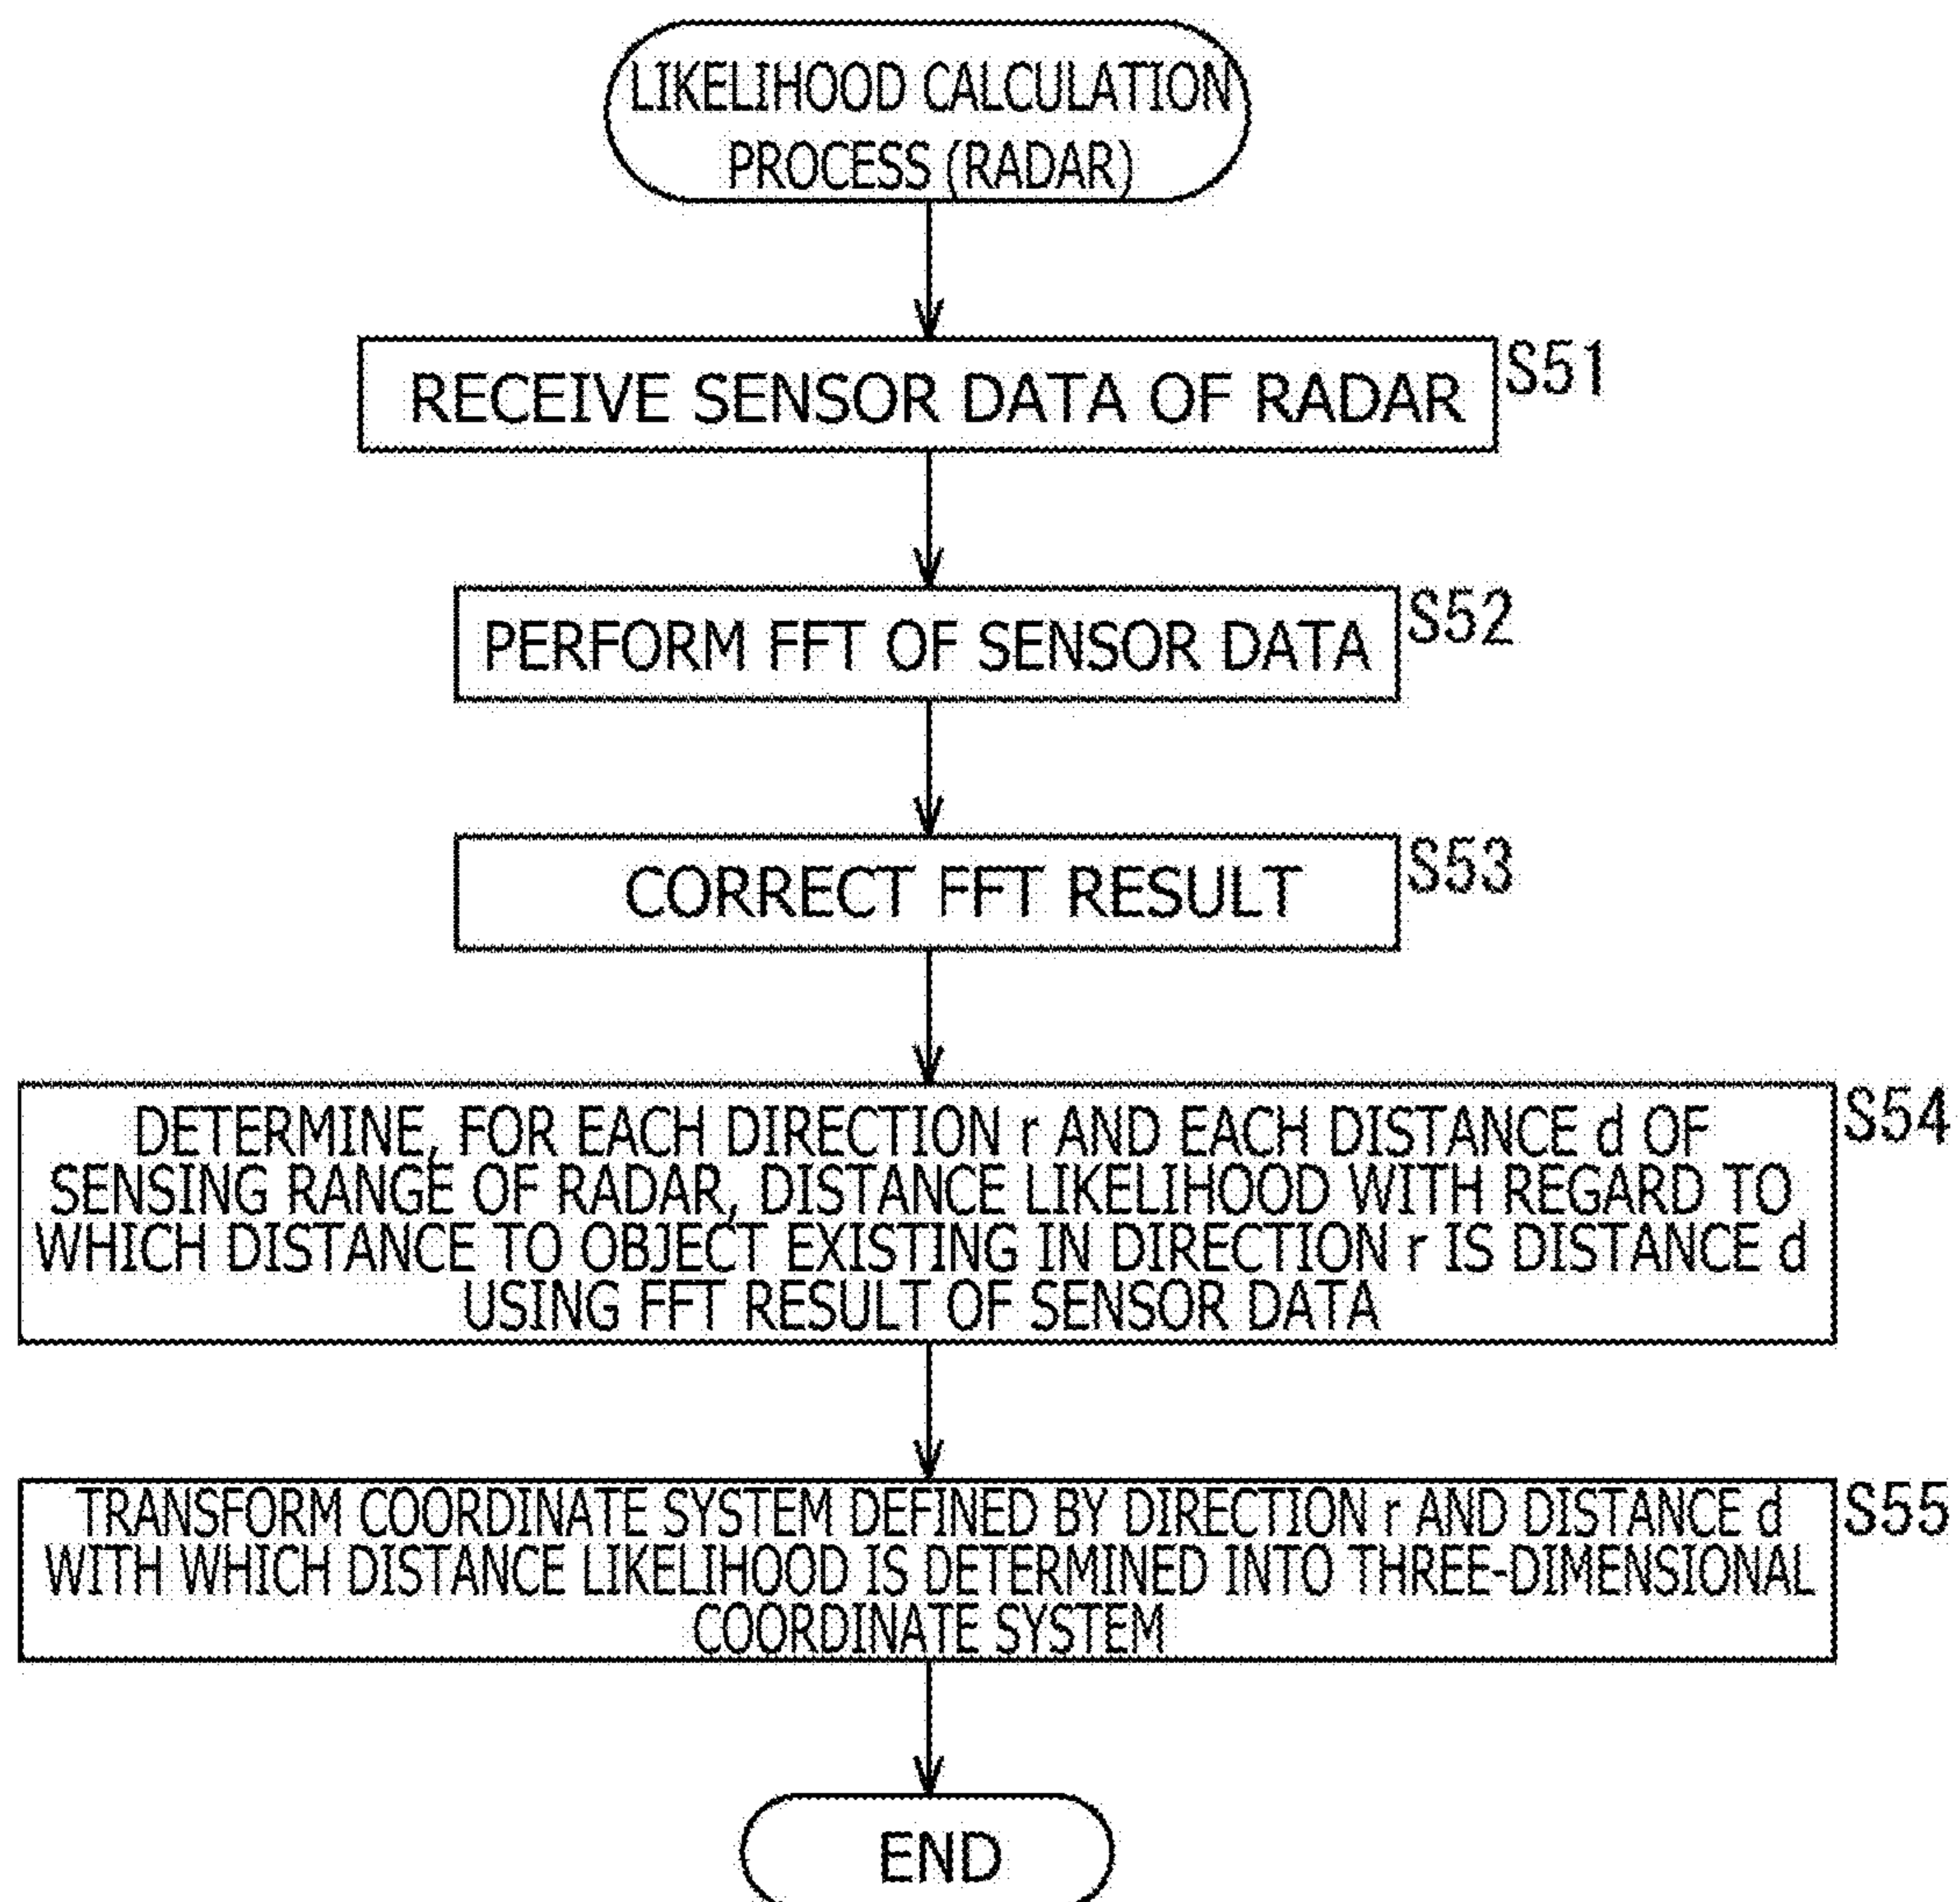 LIKELIHOOD CALCULATION
PROCESS (RADAR)
RECEIVE SENSOR DATA OF RADAR
S51
PERFORM FFT OF SENSOR DATA
S52
CORRECT FFT RESULT
S53
DETERMINE, FOR EACH DIRECTION r AND EACH DISTANCE d OF
SENSING RANGE OF RADAR, DISTANCE LIKELIHOOD WITH REGARD TO
WHICH DISTANCE TO OBJECT EXISTING IN DIRECTION r IS DISTANCE d
USING FFT RESULT OF SENSOR DATA
S54
TRANSFORM COORDINATE SYSTEM DEFINED BY DIRECTION r AND DISTANCE d
WITH WHICH DISTANCE LIKELIHOOD IS DETERMINED INTO THREE-DIMENSIONAL
COORDINATE SYSTEM
S55
END